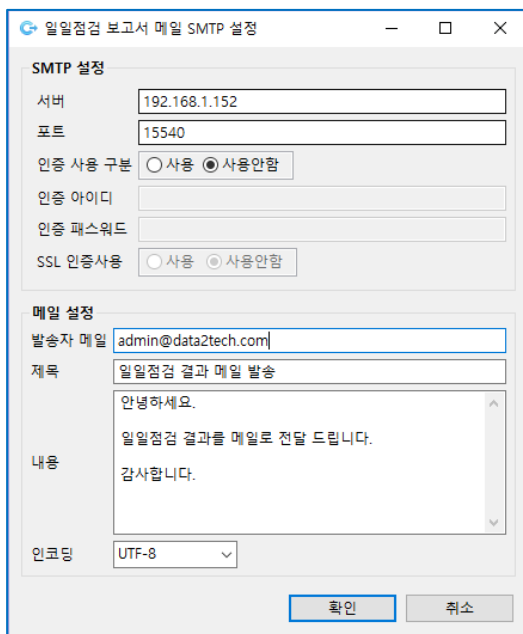 일일점검 보고서 메일 SMTP 설정
SMTP 설정
서버 192.168.1.152
포트 15540
인증 사용 구분 사용 사용안함
인증 아이디
인증 패스워드
SSL 인증사용 사용 사용안함
메일 설정
발송자 메일 admin@data2tech.com
제목 일일점검 결과 메일 발송
안녕하세요.
일일점검 결과를 메일로 전달 드립니다.
내용
감사합니다.
인코딩 UTF-8
확인 취소